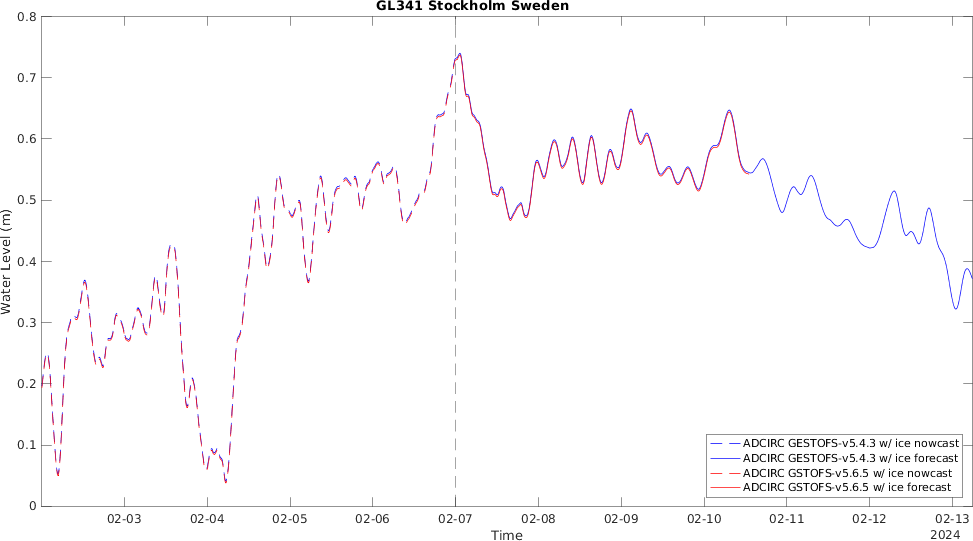 GL341 Stockholm Sweden
0.8
0.7
0.6
0.5
0.4
0.3
0.2
0.1
0
Water Level (m)
ADCIRC GESTOFS-v5.4.3 w/ ice nowcast
ADCIRC GESTOFS-v5.4.3 w/ ice forecast
ADCIRC GSTOFS-v5.6.5 w/ ice nowcast
ADCIRC GSTOFS-v5.6.5 w/ ice forecast
02-03 02-04 02-05 02-06 02-07 02-08 02-09 02-10 02-11 02-12 02-13
Time
2024